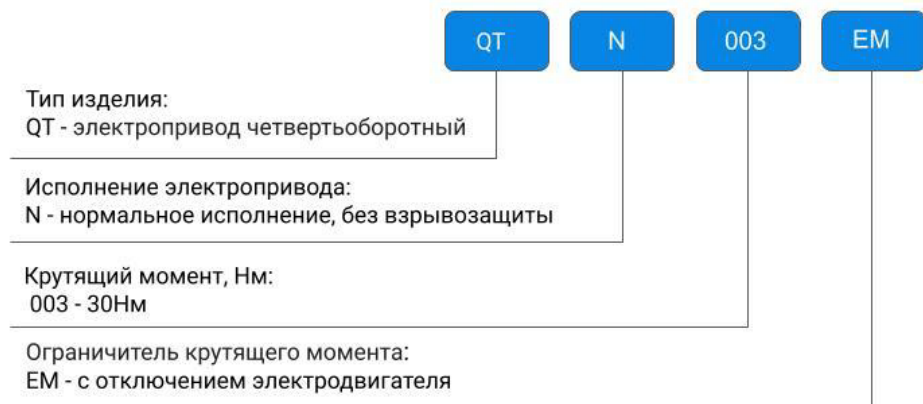 QT N 003 EM
Тип изделия:
QT - электропривод четвертьоборотный
Исполнение электропривода:
N - нормальное исполнение, без взрывозащиты
Крутящий момент, Нм:
003 - 30Нм
Ограничитель крутящего момента:
EM - с отключением электродвигателя